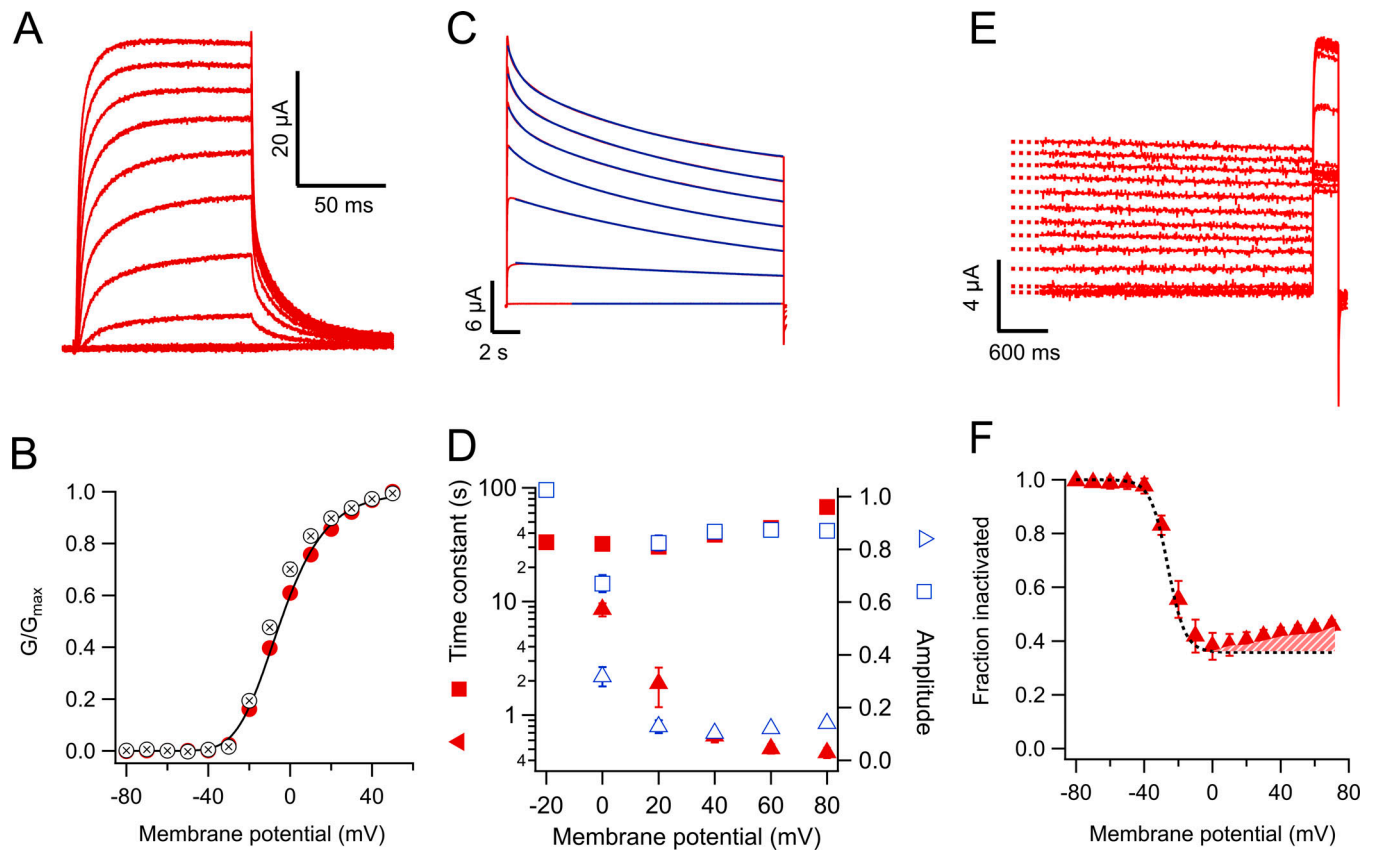 A
20 µA
50 ms
C
6 µA
2 s
E
4 µA
600 ms
B
G/Gmax
1.0
0.8
0.6
0.4
0.2
0.0
-80
-40
0
40
Membrane potential (mV)
D
Time constant (s)
100
4
2
10
4
2
1
4
1.0
0.8
0.6
0.4
0.2
0.0
Amplitude
-20
0
20
40
60
80
Membrane potential (mV)
F
Fraction inactivated
1.0
0.8
0.6
0.4
0.2
0.0
-80
-40
0
40
80
Membrane potential (mV)